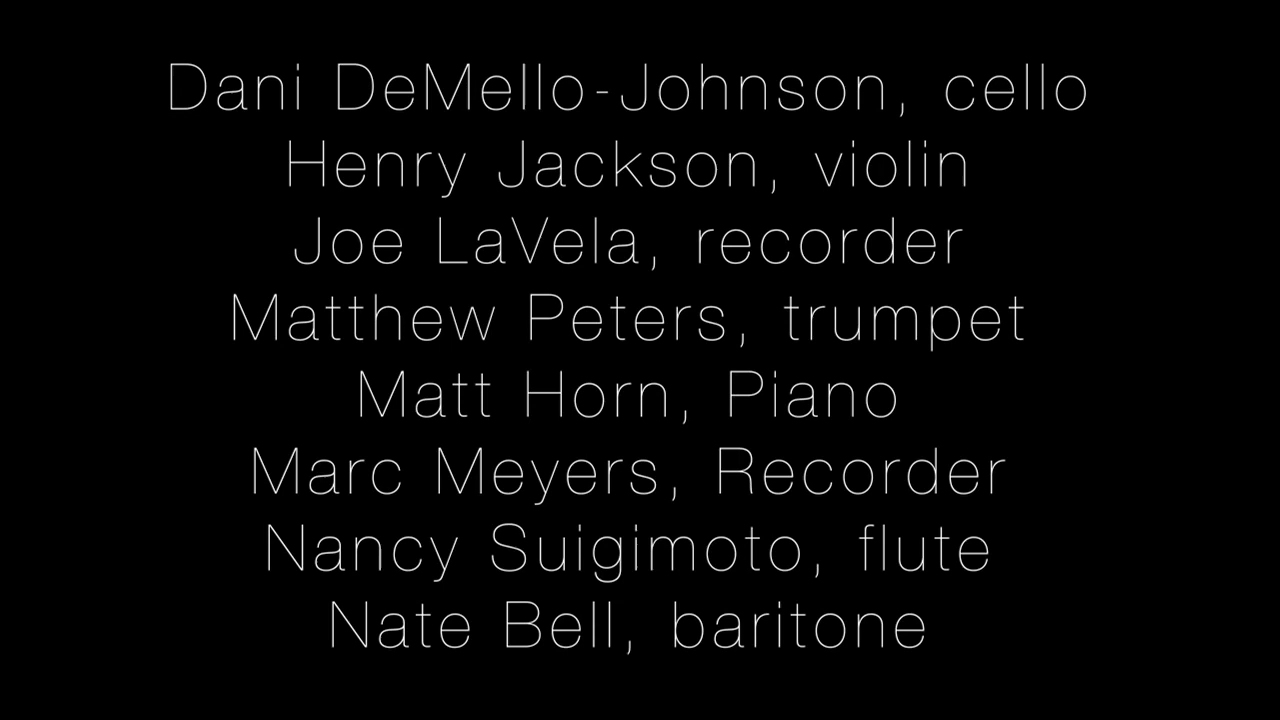 Dani DeMello-Johnson, cello
Henry Jackson, violin
Joe LaVela, recorder
Matthew Peters, trumpet
Matt Horn, Piano
Marc Meyers, Recorder
Nancy Suigimoto, flute
Nate Bell, baritone